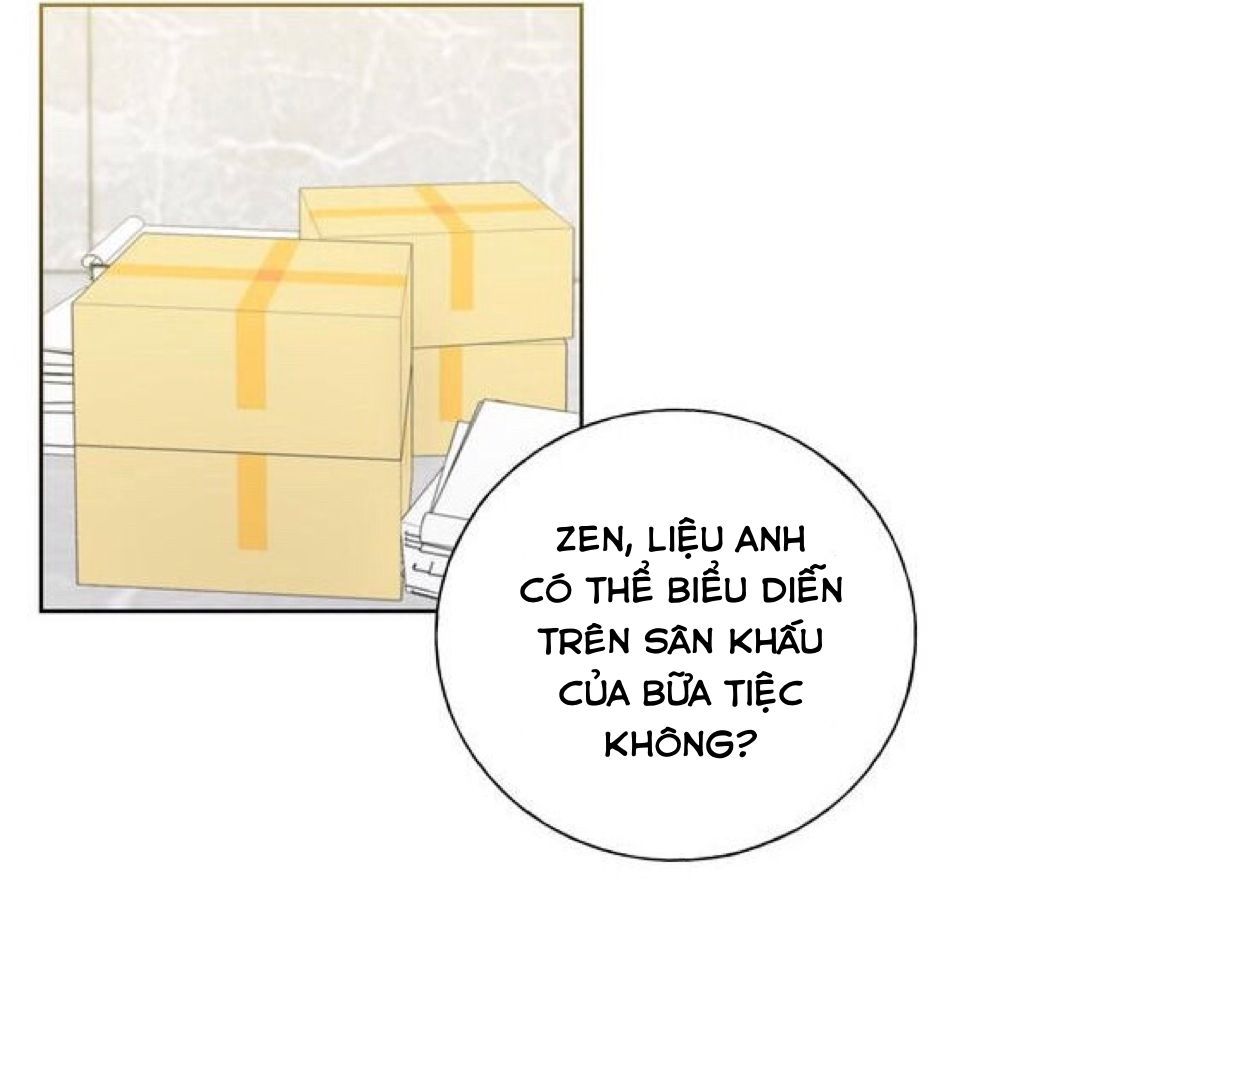 ZEN, LIỆU ANH
CÓ THỂ BIỂU DIỄN
TRÊN SÂN KHẤU
CỦA BỮA TIỆC
KHÔNG?